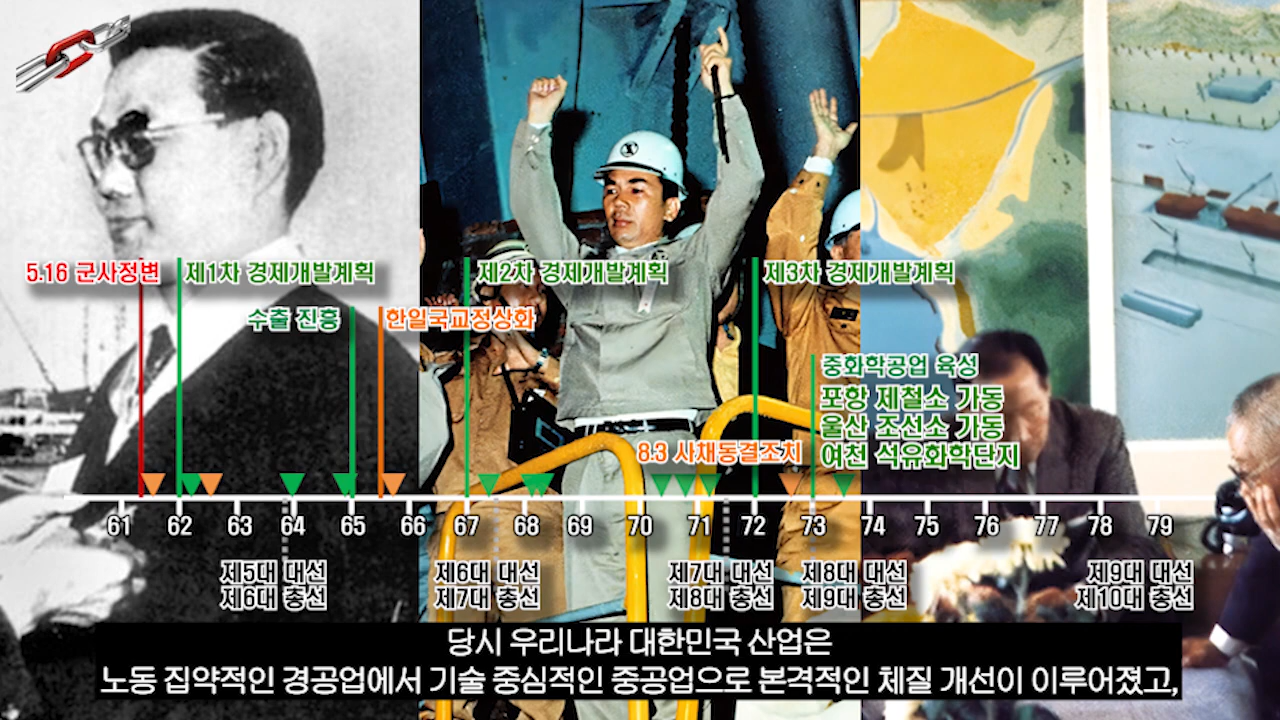 5.16 군사정변
제1차 경제개발계획
제2차 경제개발계획
제3차 경제개발계획
수출 진흥
한일국교정상화
중화학공업 육성
포항 제철소 가동
울산 조선소 가동
여천 석유화학단지
8.3 사채동결조치
61 62 63 64 65 66 67 68 69 70 71 72 73 74 75 76 77 78 79
제5대 대선
제6대 총선
제6대 대선
제7대 총선
제7대 대선
제8대 총선
제8대 대선
제9대 총선
제9대 대선
제10대 총선
당시 우리나라 대한민국 산업은
노동 집약적인 경공업에서 기술 중심적인 중공업으로 본격적인 체질 개선이 이루어졌고,